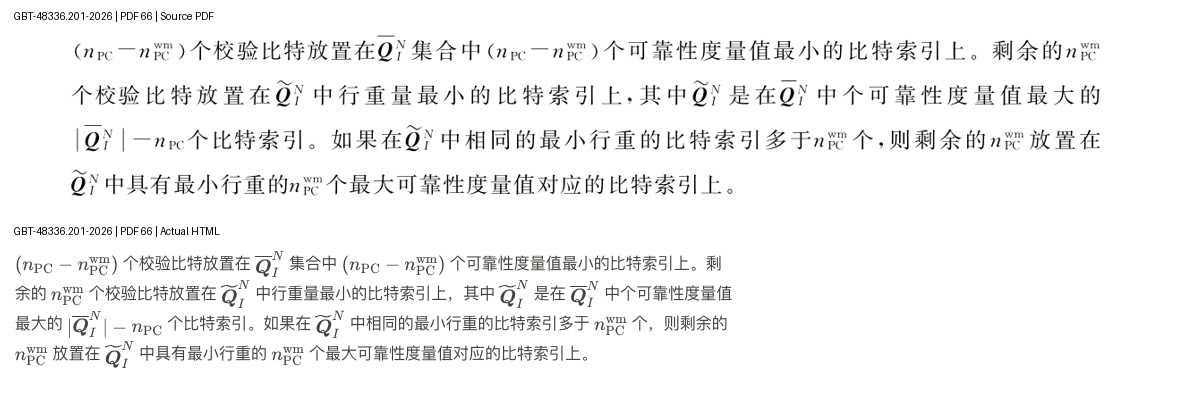 GBT-48336.201-2026 | PDF 66 | Source PDF
(n_PC－n_PC^wm)个校验比特放置在Q̅_I^N集合中(n_PC－n_PC^wm)个可靠性度量值最小的比特索引上。剩余的n_PC^wm
个校验比特放置在Q̃_I^N中行重量最小的比特索引上,其中Q̃_I^N是在Q̅_I^N中个可靠性度量值最大的
|Q̅_I^N|－n_PC个比特索引。如果在Q̃_I^N中相同的最小行重的比特索引多于n_PC^wm个,则剩余的n_PC^wm放置在
Q̃_I^N中具有最小行重的n_PC^wm个最大可靠性度量值对应的比特索引上。
GBT-48336.201-2026 | PDF 66 | Actual HTML
(n_PC − n_PC^wm) 个校验比特放置在 Q̅_I^N 集合中 (n_PC − n_PC^wm) 个可靠性度量值最小的比特索引上。剩
余的 n_PC^wm 个校验比特放置在 Q̃_I^N 中行重量最小的比特索引上，其中 Q̃_I^N 是在 Q̅_I^N 中个可靠性度量值
最大的 |Q̅_I^N| − n_PC 个比特索引。如果在 Q̃_I^N 中相同的最小行重的比特索引多于 n_PC^wm 个，则剩余的
n_PC^wm 放置在 Q̃_I^N 中具有最小行重的 n_PC^wm 个最大可靠性度量值对应的比特索引上。